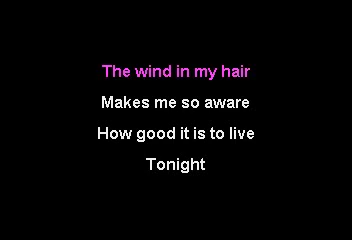 The wind in my hair
Makes me so aware
How good it is to live
Tonight